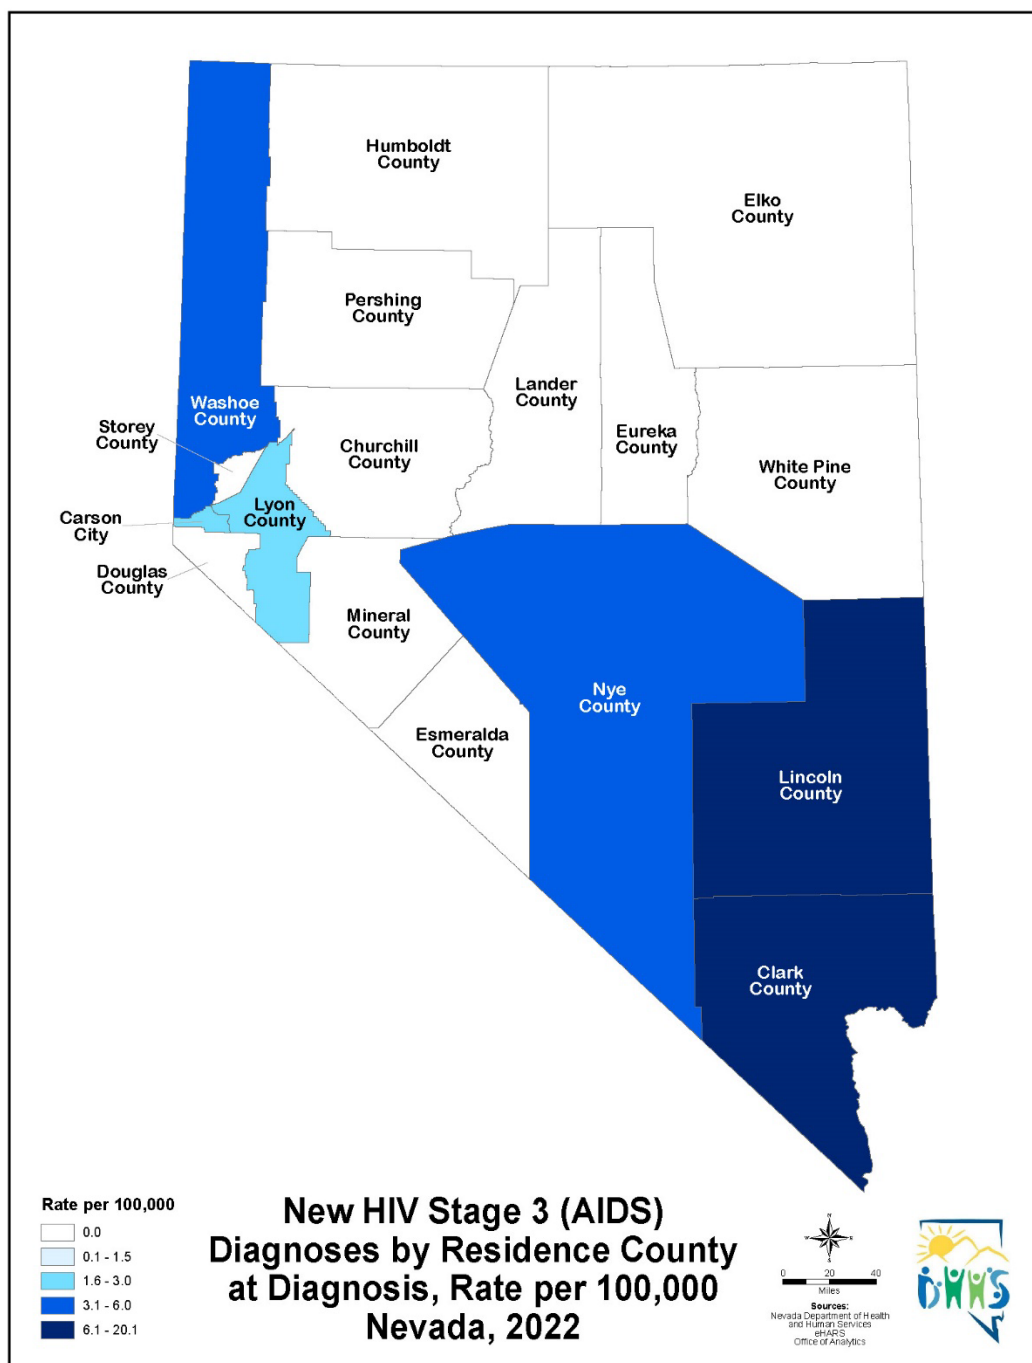 Humboldt
County
Elko
County
Pershing
County
Lander
County
Washoe
County
Storey
County
Churchill
County
Eureka
County
White Pine
County
Lyon
County
Carson
City
Douglas
County
Mineral
County
Nye
County
Esmeralda
County
Lincoln
County
Clark
County
Rate per 100,000
0.0
0.1 - 1.5
1.6 - 3.0
3.1 - 6.0
6.1 - 20.1
New HIV Stage 3 (AIDS)
Diagnoses by Residence County
at Diagnosis, Rate per 100,000
Nevada, 2022
N
W
E
S
0 20 40
Miles
Sources:
Nevada Department of Health
and Human Services
eHARS
Office of Analytics
DHHS